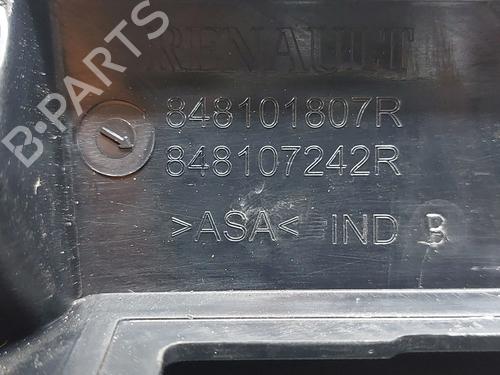 B-PARTS
RENAULT
848101807R
848107242R
>ASA< IND B